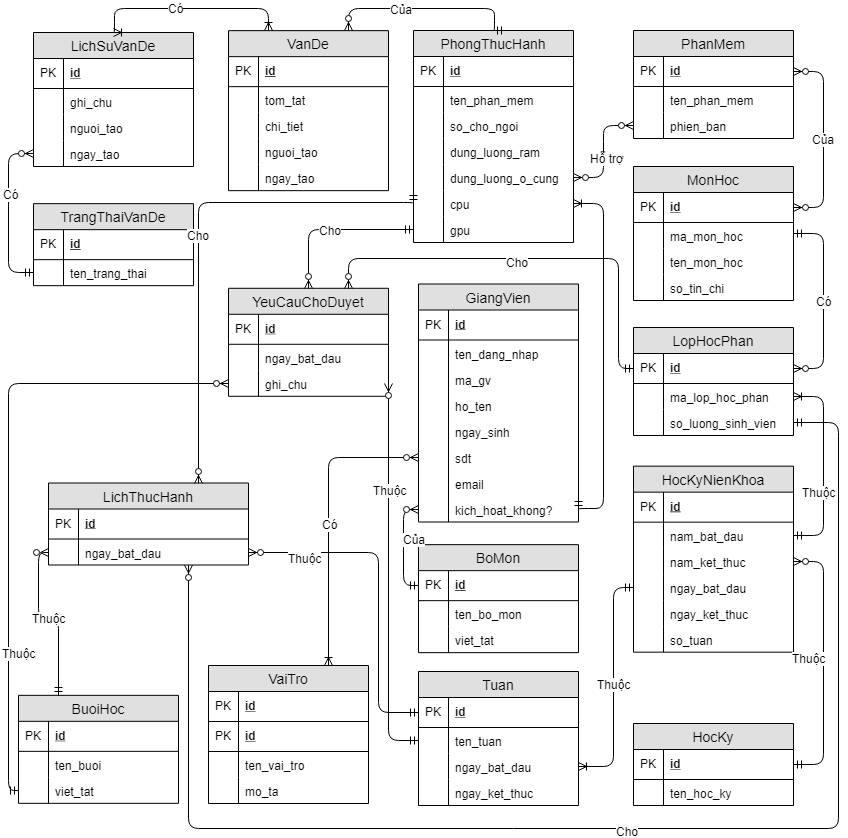 Có
Của
LichSuVanDe
PK id
ghi_chu
nguoi_tao
ngay_tao
VanDe
PK id
tom_tat
chi_tiet
nguoi_tao
ngay_tao
PhongThucHanh
PK id
ten_phan_mem
so_cho_ngoi
dung_luong_ram
dung_luong_o_cung
cpu
gpu
PhanMem
PK id
ten_phan_mem
phien_ban
Hỗ trợ
Của
Có
TrangThaiVanDe
PK id
ten_trang_thai
Cho
Cho
Cho
MonHoc
PK id
ma_mon_hoc
ten_mon_hoc
so_tin_chi
Có
YeuCauChoDuyet
PK id
ngay_bat_dau
ghi_chu
GiangVien
PK id
ten_dang_nhap
ma_gv
ho_ten
ngay_sinh
sdt
email
kich_hoat_khong?
LopHocPhan
PK id
ma_lop_hoc_phan
so_luong_sinh_vien
LichThucHanh
PK id
ngay_bat_dau
Thuộc
Có
Của
Thuộc
Thuộc
HocKyNienKhoa
PK id
nam_bat_dau
nam_ket_thuc
ngay_bat_dau
ngay_ket_thuc
so_tuan
BoMon
PK id
ten_bo_mon
viet_tat
Thuộc
Thuộc
Thuộc
Thuộc
BuoiHoc
PK id
ten_buoi
viet_tat
VaiTro
PK id
PK id
ten_vai_tro
mo_ta
Tuan
PK id
ten_tuan
ngay_bat_dau
ngay_ket_thuc
HocKy
PK id
ten_hoc_ky
Cho